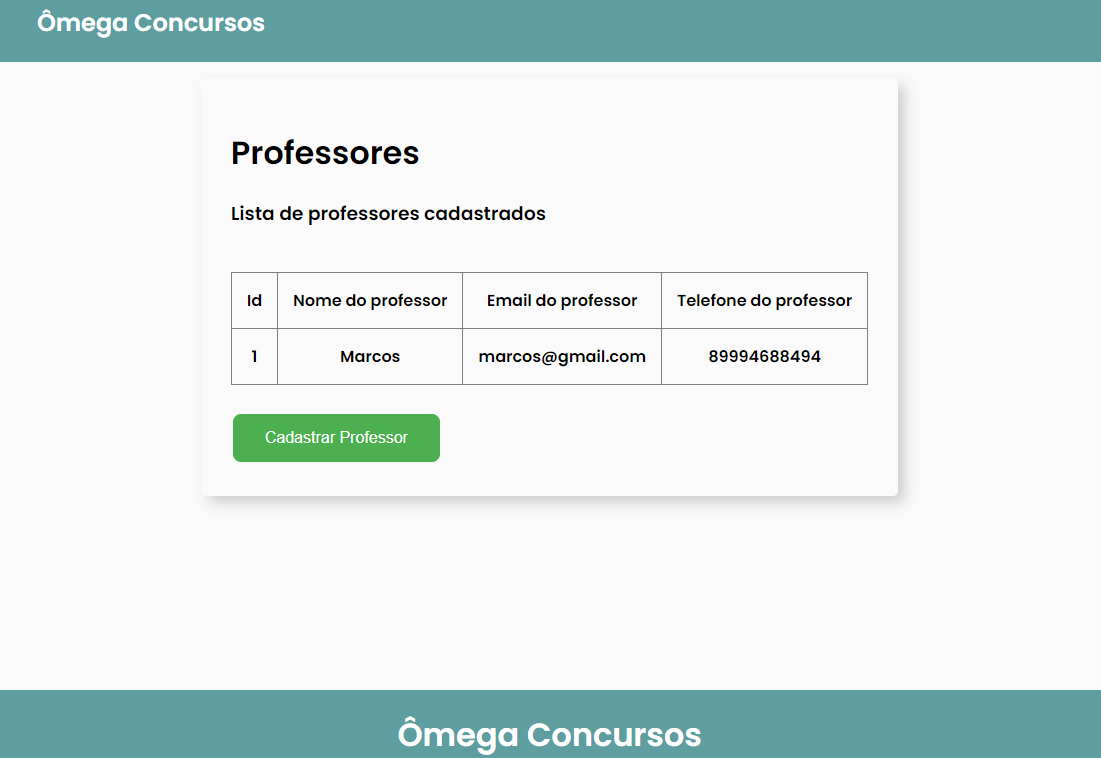 Ômega Concursos
Professores
Lista de professores cadastrados
Id Nome do professor Email do professor Telefone do professor
1 Marcos marcos@gmail.com 89994688494
Cadastrar Professor
Ômega Concursos